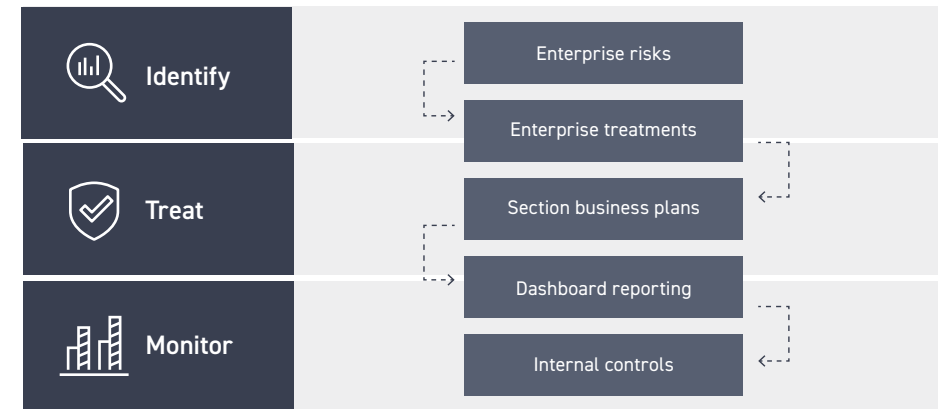 Identify
Enterprise risks
Enterprise treatments
Treat
Section business plans
Dashboard reporting
Monitor
Internal controls